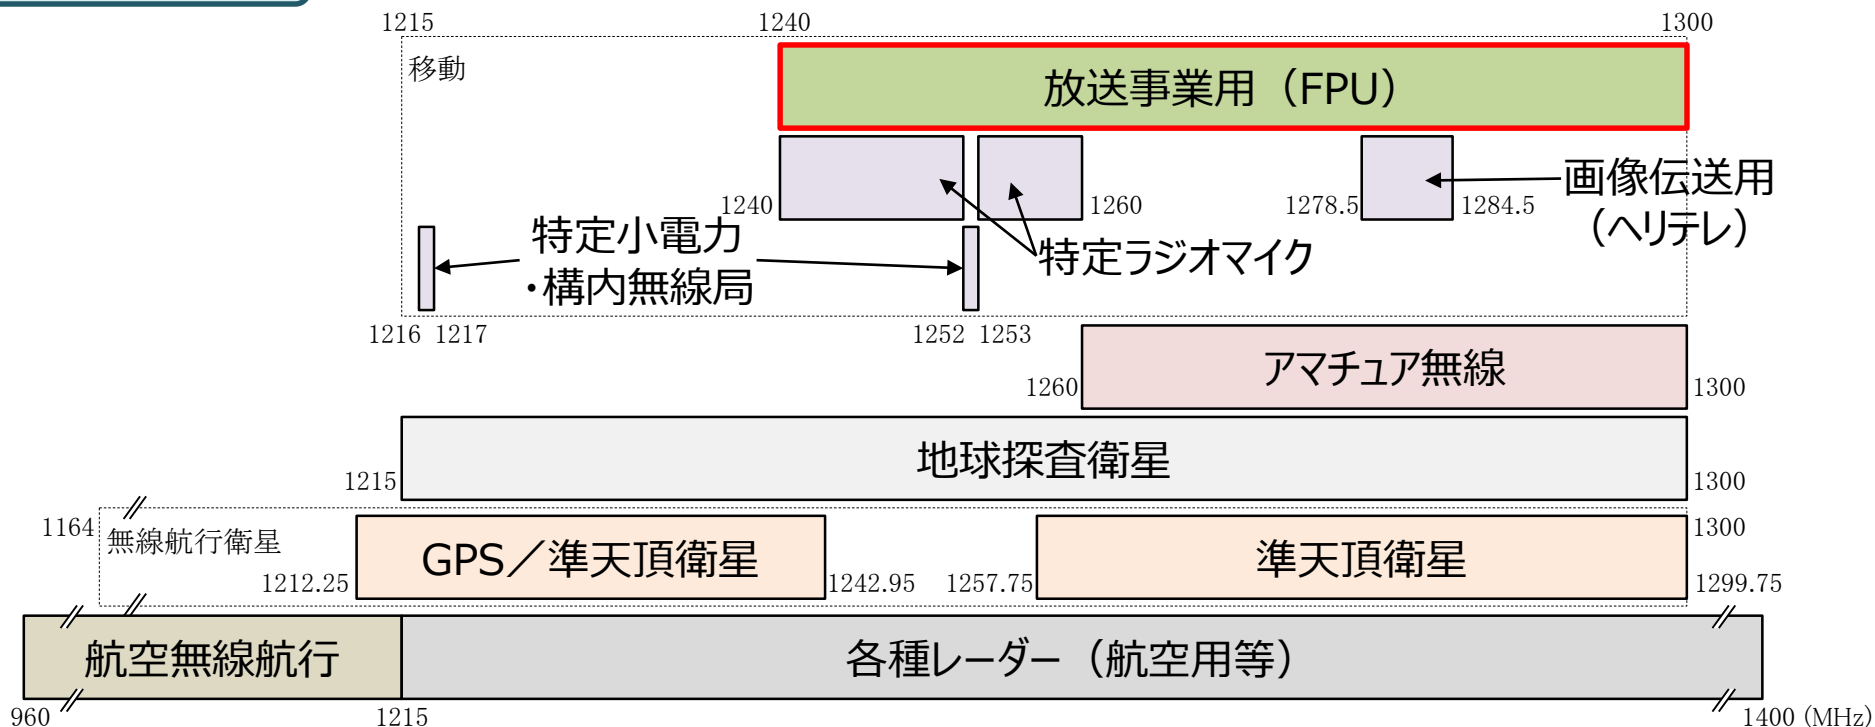 1215
1240
1300
移動
放送事業用（FPU）
1240
1260
1278.5
1284.5
画像伝送用
（ヘリテレ）
特定小電力
・構内無線局
特定ラジオマイク
1216
1217
1252
1253
アマチュア無線
1260
1300
地球探査衛星
1215
1300
1164
無線航行衛星
GPS／準天頂衛星
準天頂衛星
1300
1212.25
1242.95
1257.75
1299.75
航空無線航行
各種レーダー（航空用等）
960
1215
1400 (MHz)